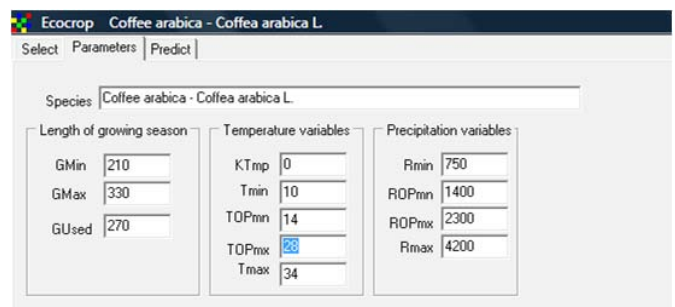 Ecocrop Coffee arabica - Coffea arabica L.
Select Parameters Predict
Species Coffee arabica - Coffea arabica L.
Length of growing season
GMin 210
GMax 330
GUsed 270
Temperature variables
KTmp 0
Tmin 10
TOPmn 14
TOPmx 28
Tmax 34
Precipitation variables
Rmin 750
ROPmn 1400
ROPmx 2300
Rmax 4200